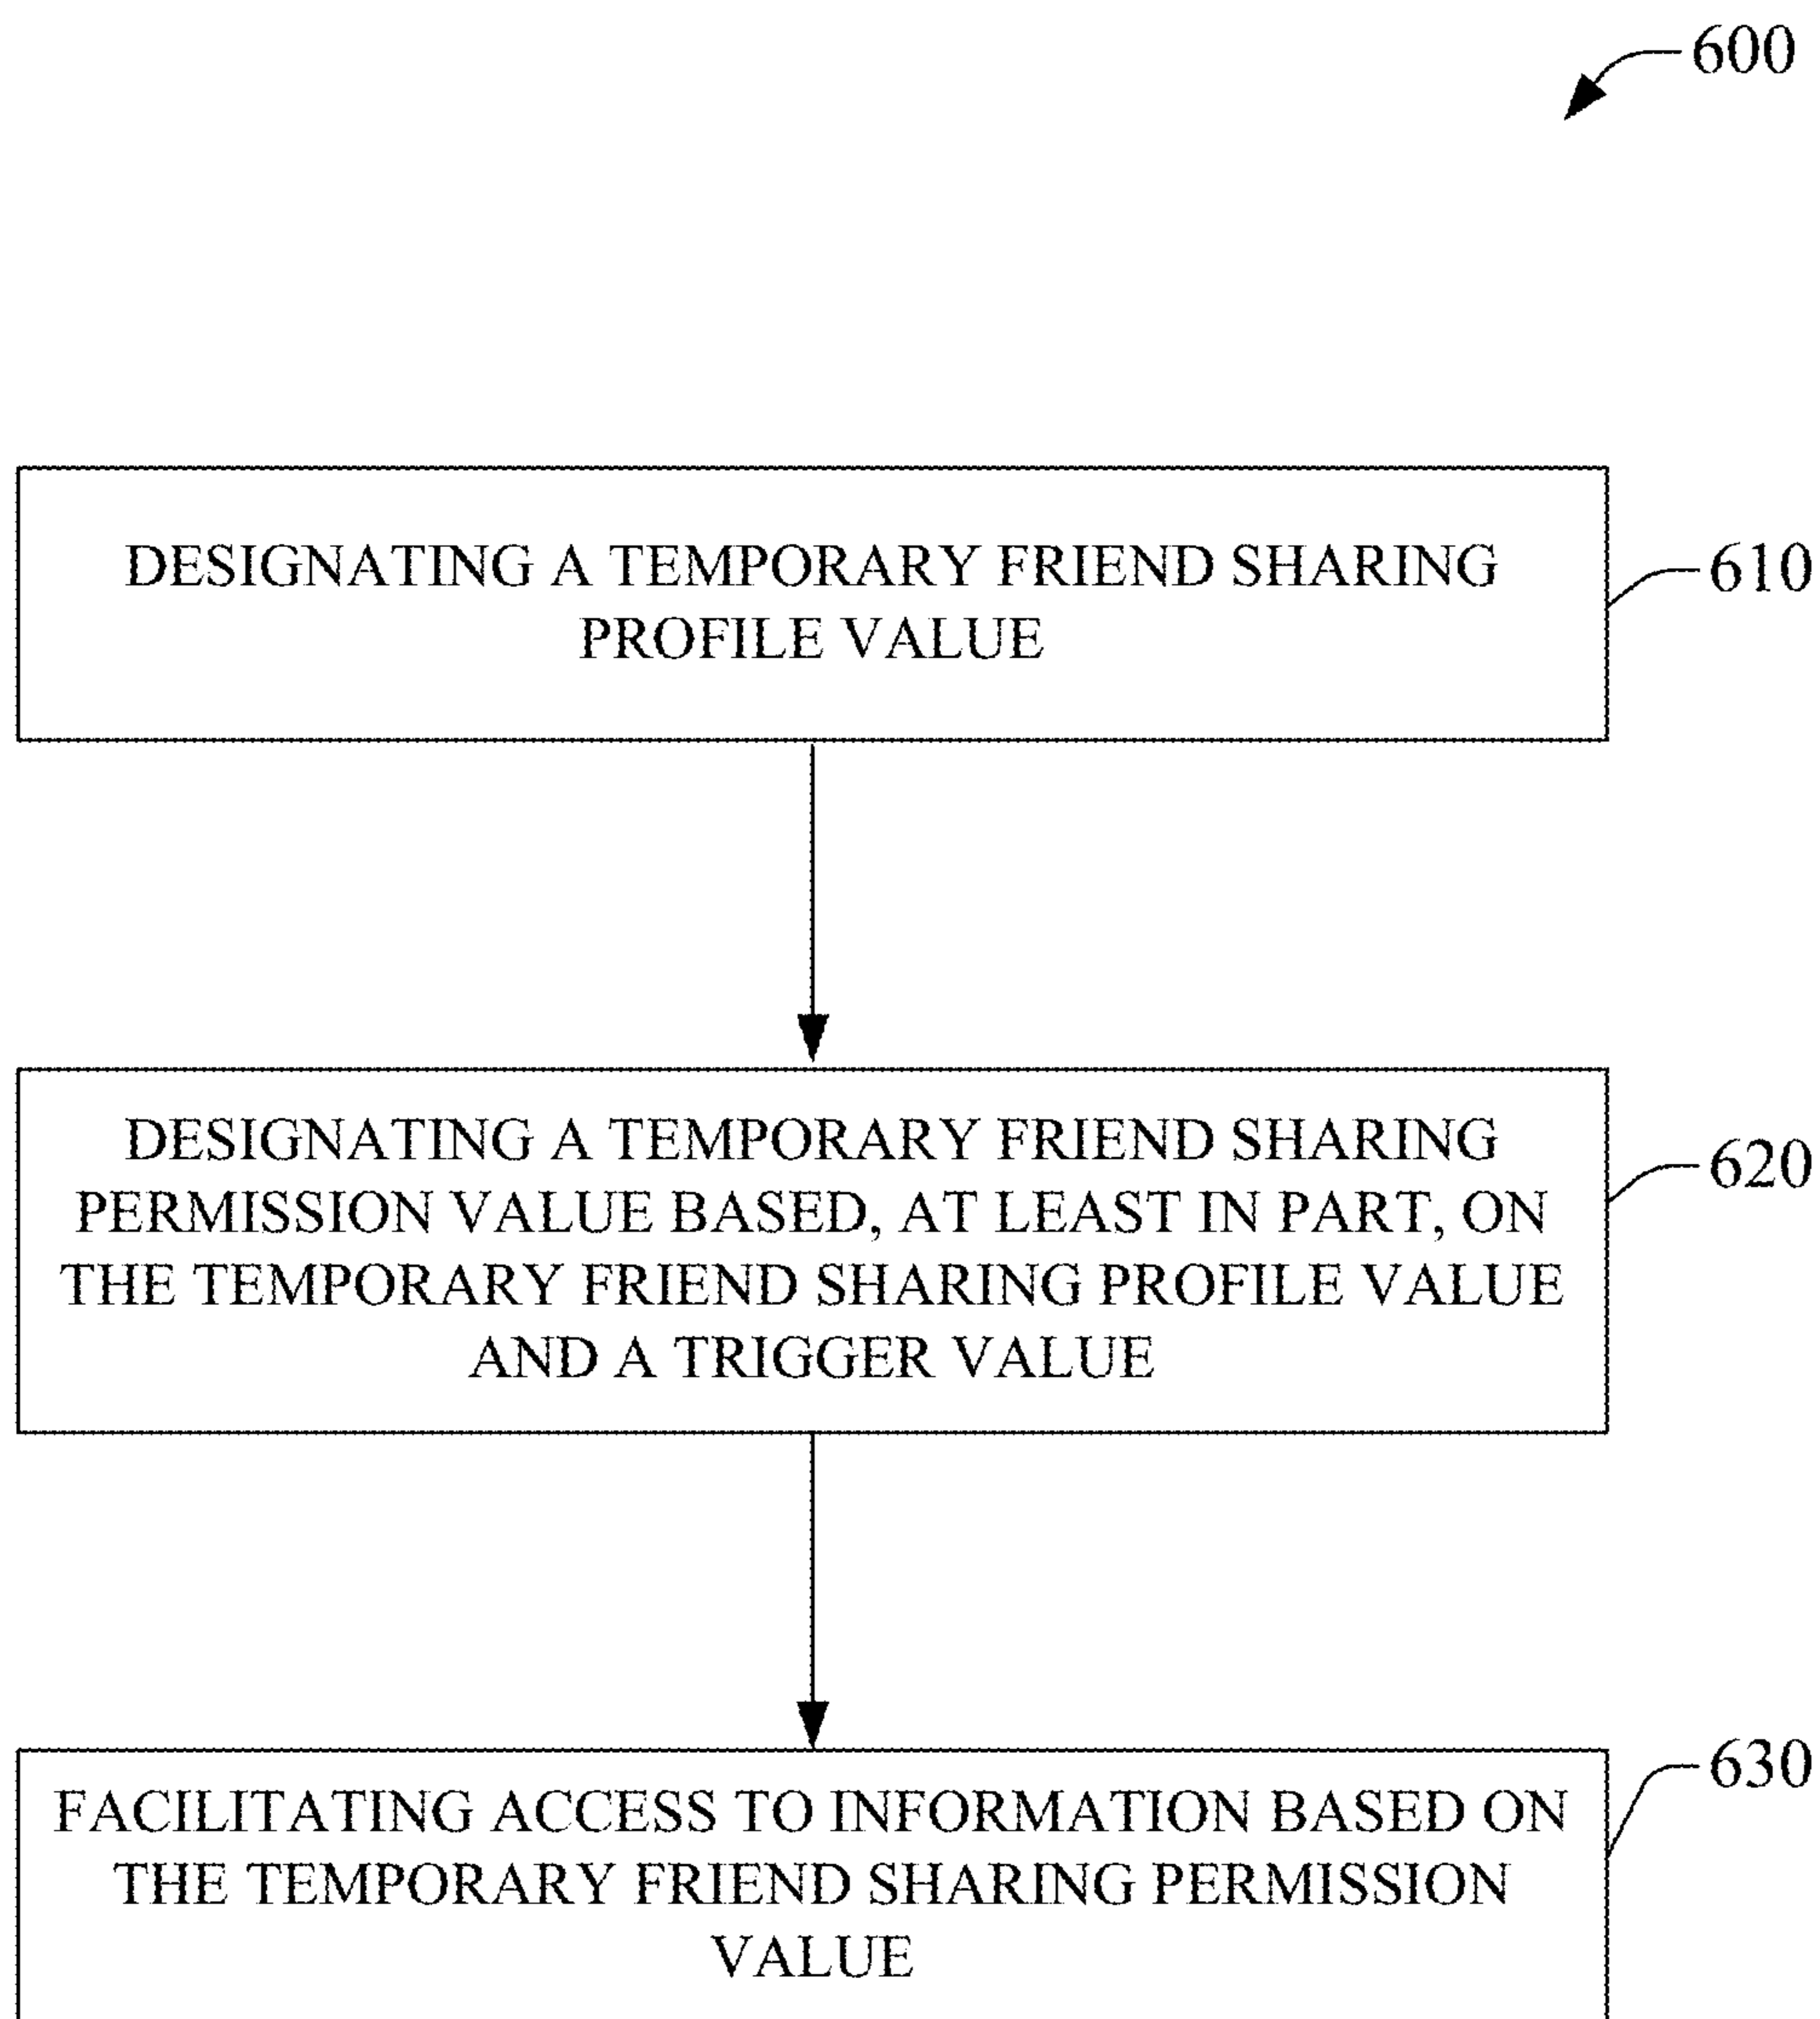 600
DESIGNATING A TEMPORARY FRIEND SHARING
PROFILE VALUE
610
DESIGNATING A TEMPORARY FRIEND SHARING
PERMISSION VALUE BASED, AT LEAST IN PART, ON
THE TEMPORARY FRIEND SHARING PROFILE VALUE
AND A TRIGGER VALUE
620
FACILITATING ACCESS TO INFORMATION BASED ON
THE TEMPORARY FRIEND SHARING PERMISSION
VALUE
630